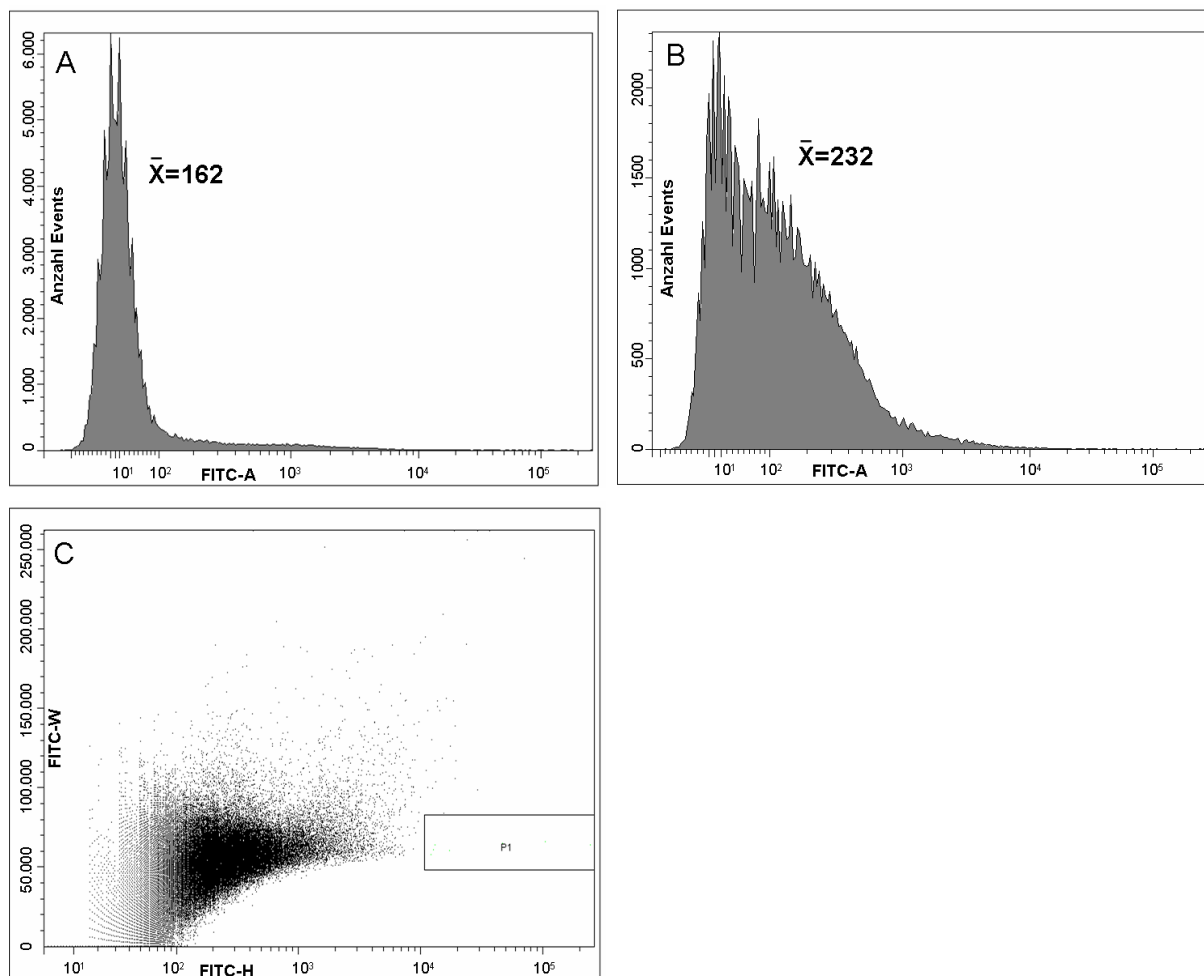 A
X̄=162
Anzahl Events
6.000
5.000
4.000
3.000
2.000
1.000
0
10¹
10²
10³
10⁴
10⁵
FITC-A
B
X̄=232
Anzahl Events
2000
1500
1000
500
0
10¹
10²
10³
10⁴
10⁵
FITC-A
C
FITC-W
250.000
200.000
150.000
100.000
50.000
0
P1
10¹
10²
10³
10⁴
10⁵
FITC-H